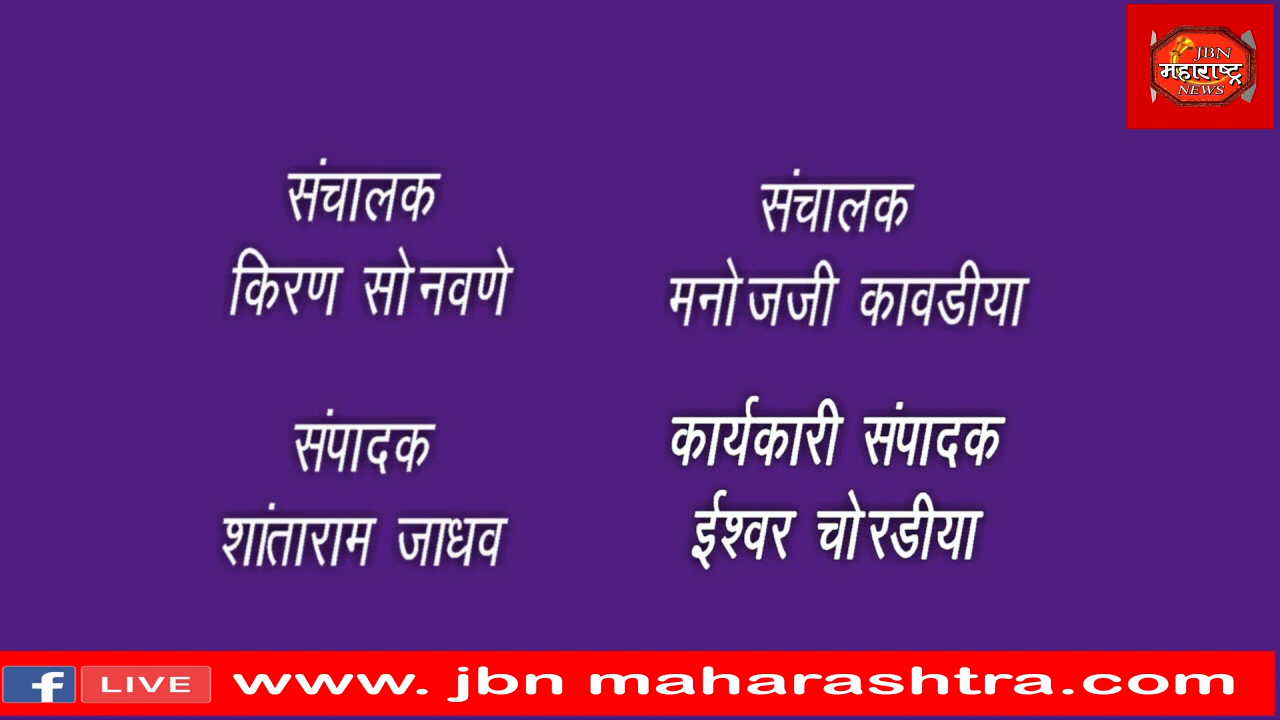 JBN
महाराष्ट्र
NEWS
संचालक
किरण सोनवणे
संचालक
मनोजजी कावडीया
संपादक
शांताराम जाधव
कार्यकारी संपादक
ईश्वर चोरडीया
f LIVE www. jbn maharashtra.com